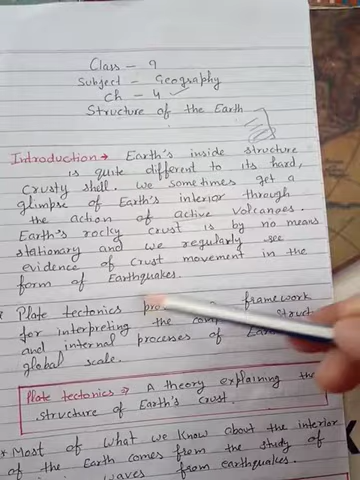 Class - 9
Subject - Geography
Ch - 4
Structure of the Earth
Introduction → Earth's inside structure
is quite different to its hard,
crusty shell. We sometimes get a
glimpse of Earth's interior through
the action of active volcanoes.
Earth's rocky crust is by no means
stationary and we regularly see
evidence of crust movement in the
form of Earthquakes.
Plate tectonics framework
for interpreting the
and internal processes of
global scale.
Plate tectonics → A theory explaining the
structure of Earth's crust.
* Most of what we know about the interior
of the Earth comes from the study of
waves from earthquakes.